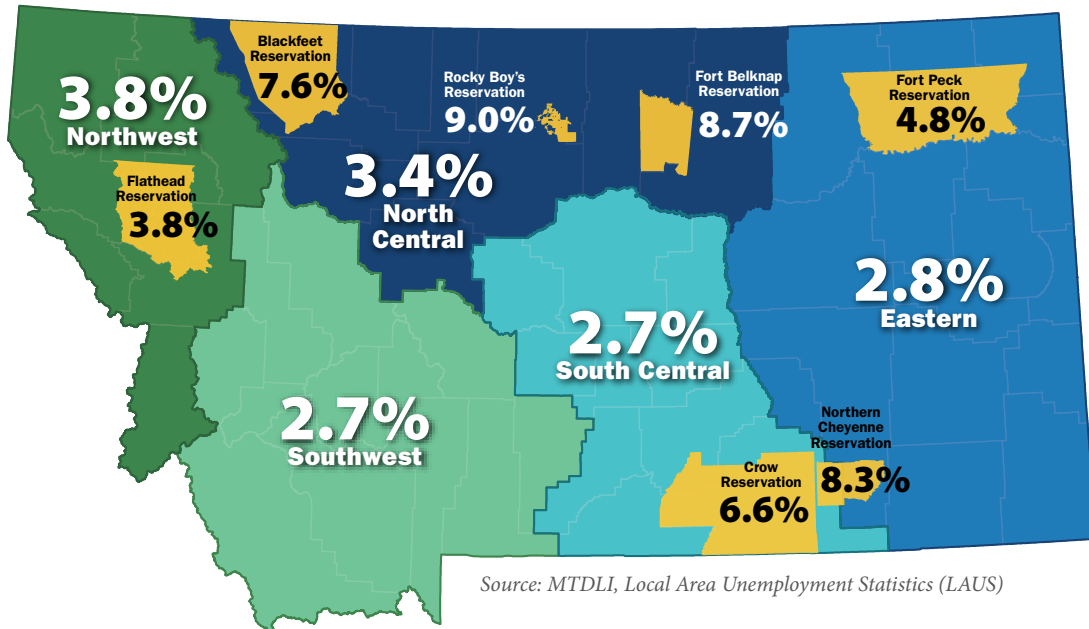 Blackfeet
Reservation
7.6%
3.8%
Northwest
Rocky Boy's
Reservation
9.0%
Fort Belknap
Reservation
8.7%
Fort Peck
Reservation
4.8%
Flathead
Reservation
3.8%
3.4%
North
Central
2.8%
Eastern
2.7%
South Central
2.7%
Southwest
Northern
Cheyenne
Reservation
8.3%
Crow
Reservation
6.6%
Source: MTDLI, Local Area Unemployment Statistics (LAUS)